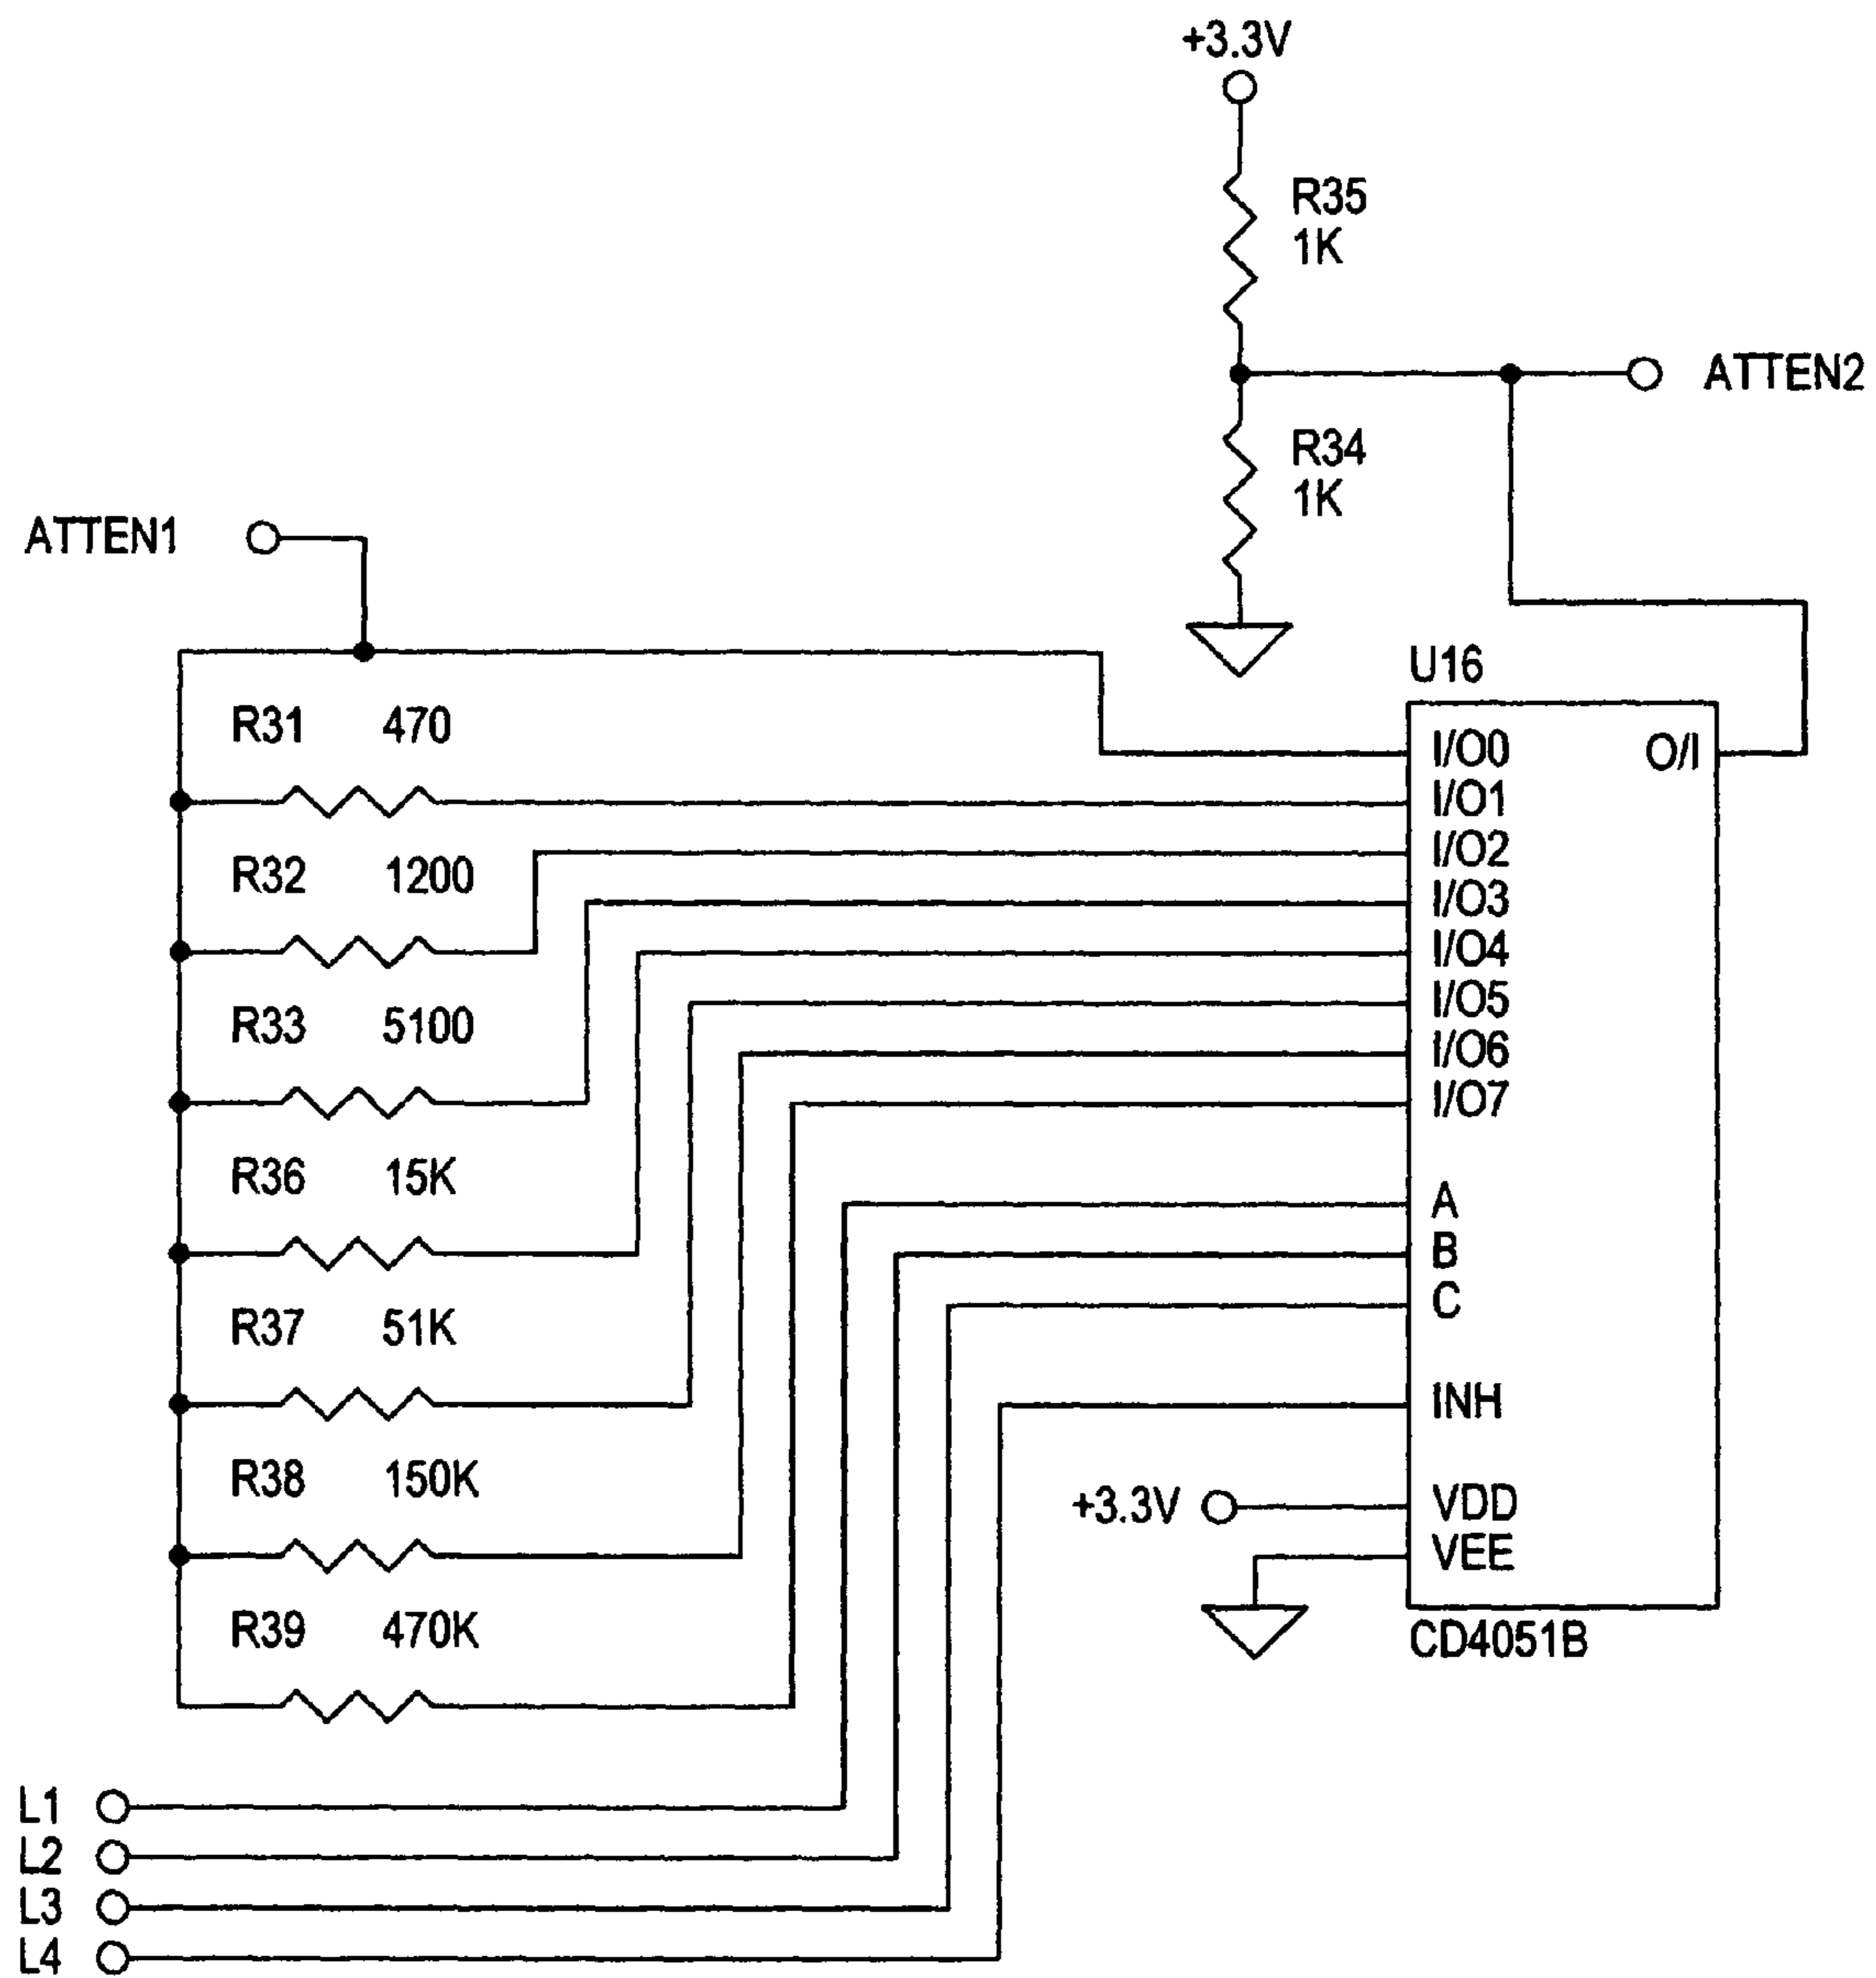 +3.3V
R35
1K
ATTEN2
R34
1K
ATTEN1
U16
R31 470
I/O0 O/I
I/O1
I/O2
R32 1200
I/O3
I/O4
I/O5
R33 5100
I/O6
I/O7
R36 15K
A
B
C
R37 51K
INH
R38 150K
+3.3V VDD
VEE
R39 470K
CD4051B
L1
L2
L3
L4